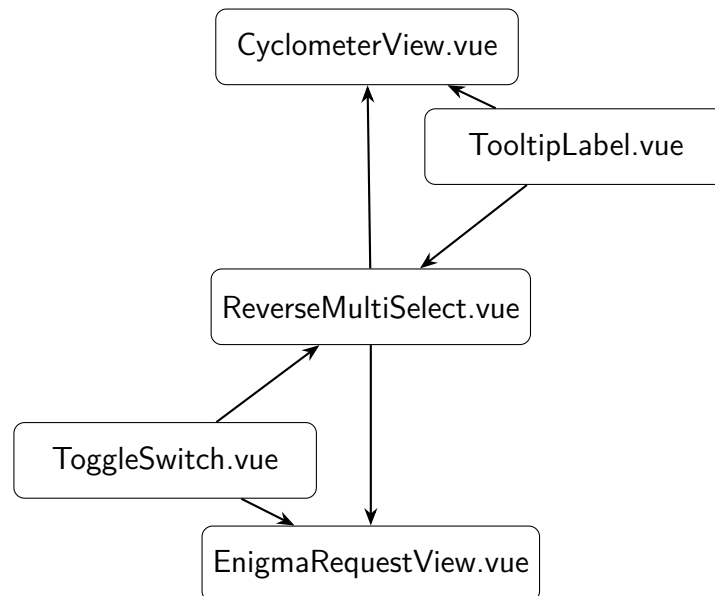 CyclometerView.vue
TooltipLabel.vue
ReverseMultiSelect.vue
ToggleSwitch.vue
EnigmaRequestView.vue